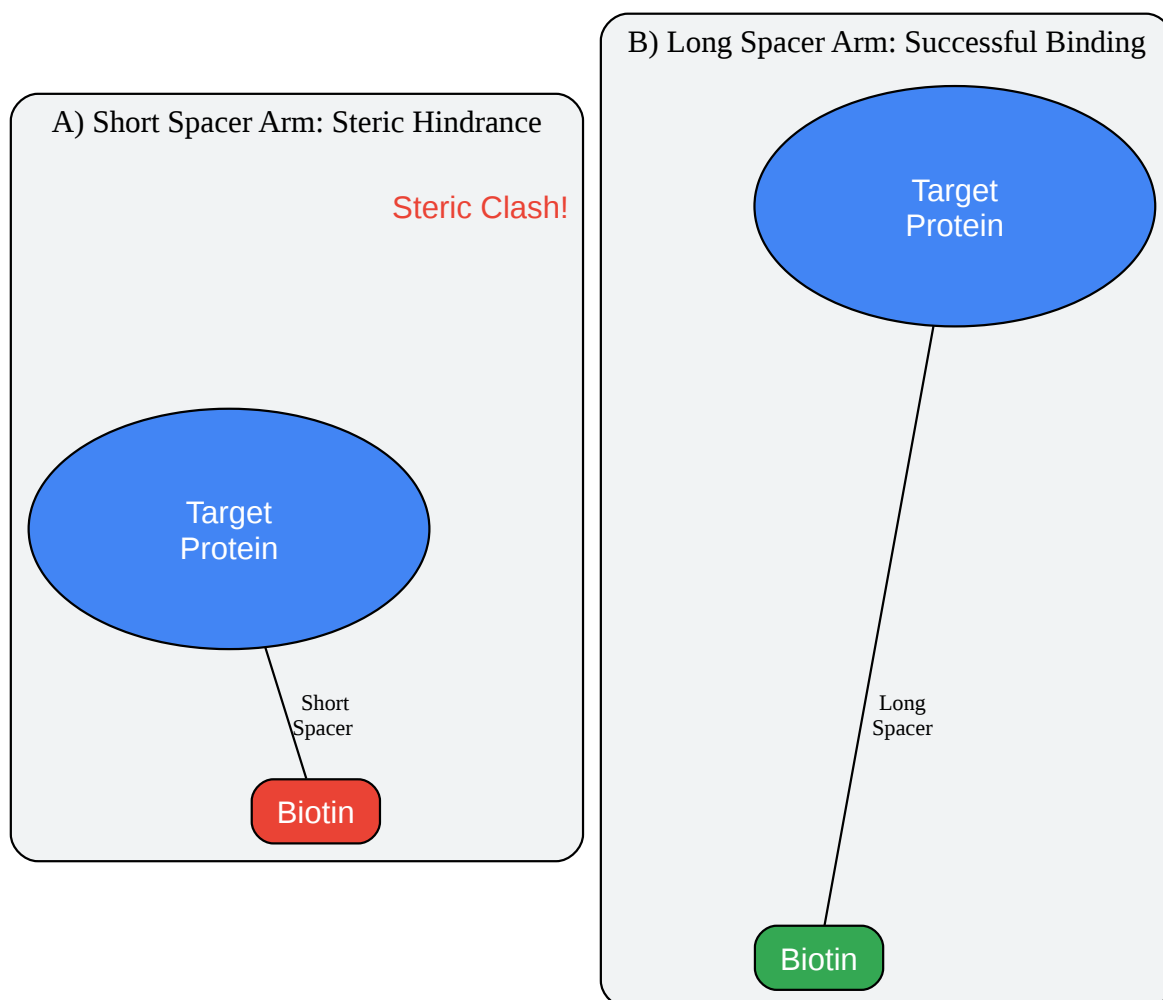 A) Short Spacer Arm: Steric Hindrance
Steric Clash!
Target
Protein
Short
Spacer
Biotin
B) Long Spacer Arm: Successful Binding
Target
Protein
Long
Spacer
Biotin